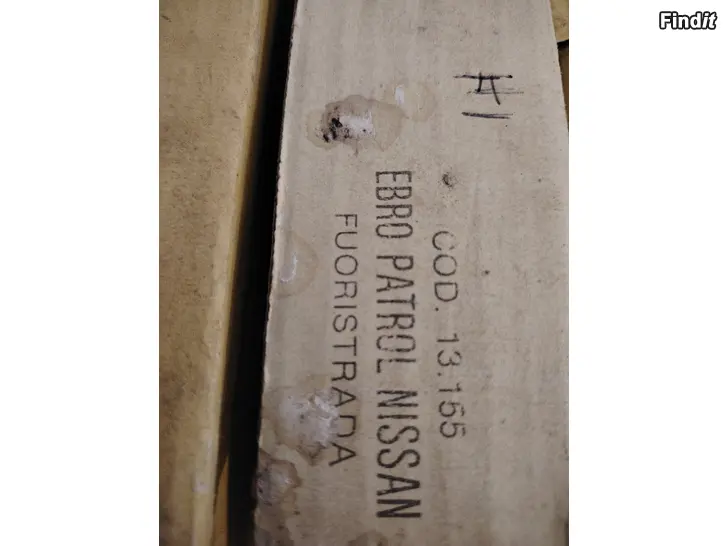 Findit
COD. 13.155
EBRO PATROL NISSAN
FUORISTRADA